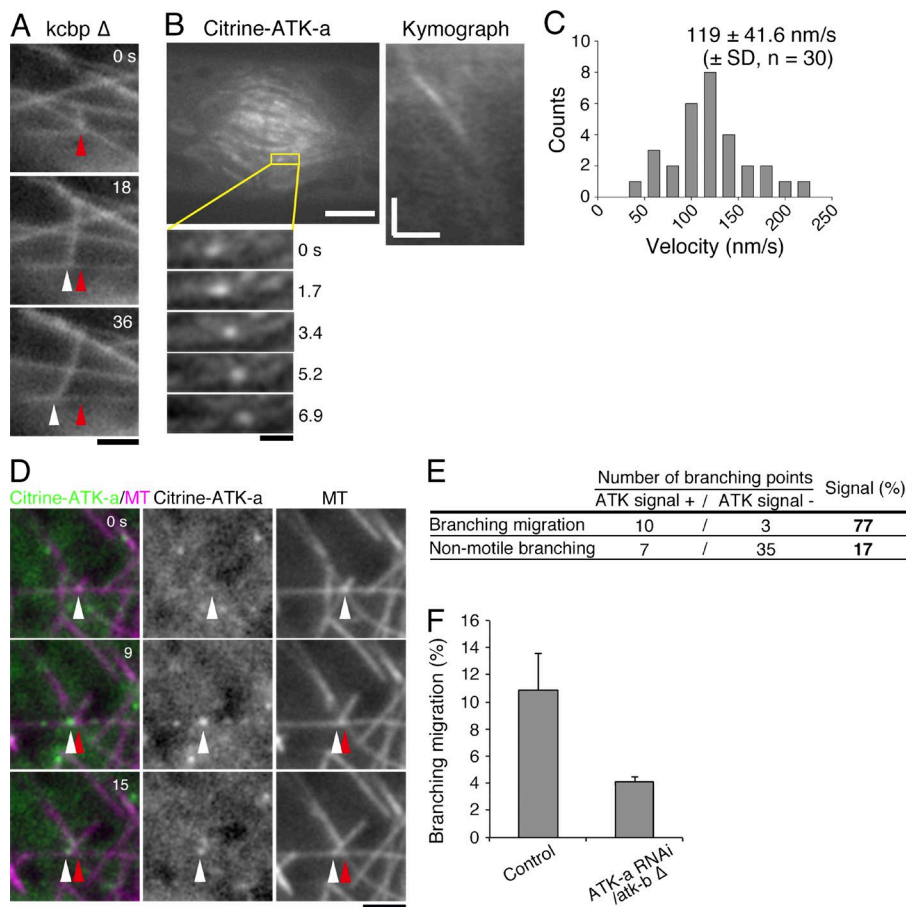 A
kcbp Δ
0 s
18
36
B
Citrine-ATK-a
Kymograph
0 s
1.7
3.4
5.2
6.9
C
119 ± 41.6 nm/s
(± SD, n = 30)
10
8
6
4
2
0
Counts
0
50
100
150
200
250
Velocity (nm/s)
D
Citrine-ATK-a/MT
Citrine-ATK-a
MT
0 s
9
15
E
Number of branching points
Signal (%)
ATK signal + / ATK signal -
Branching migration 10 / 3 77
Non-motile branching 7 / 35 17
F
16
14
12
10
8
6
4
2
0
Branching migration (%)
Control
ATK-a RNAi
/atk-b Δ